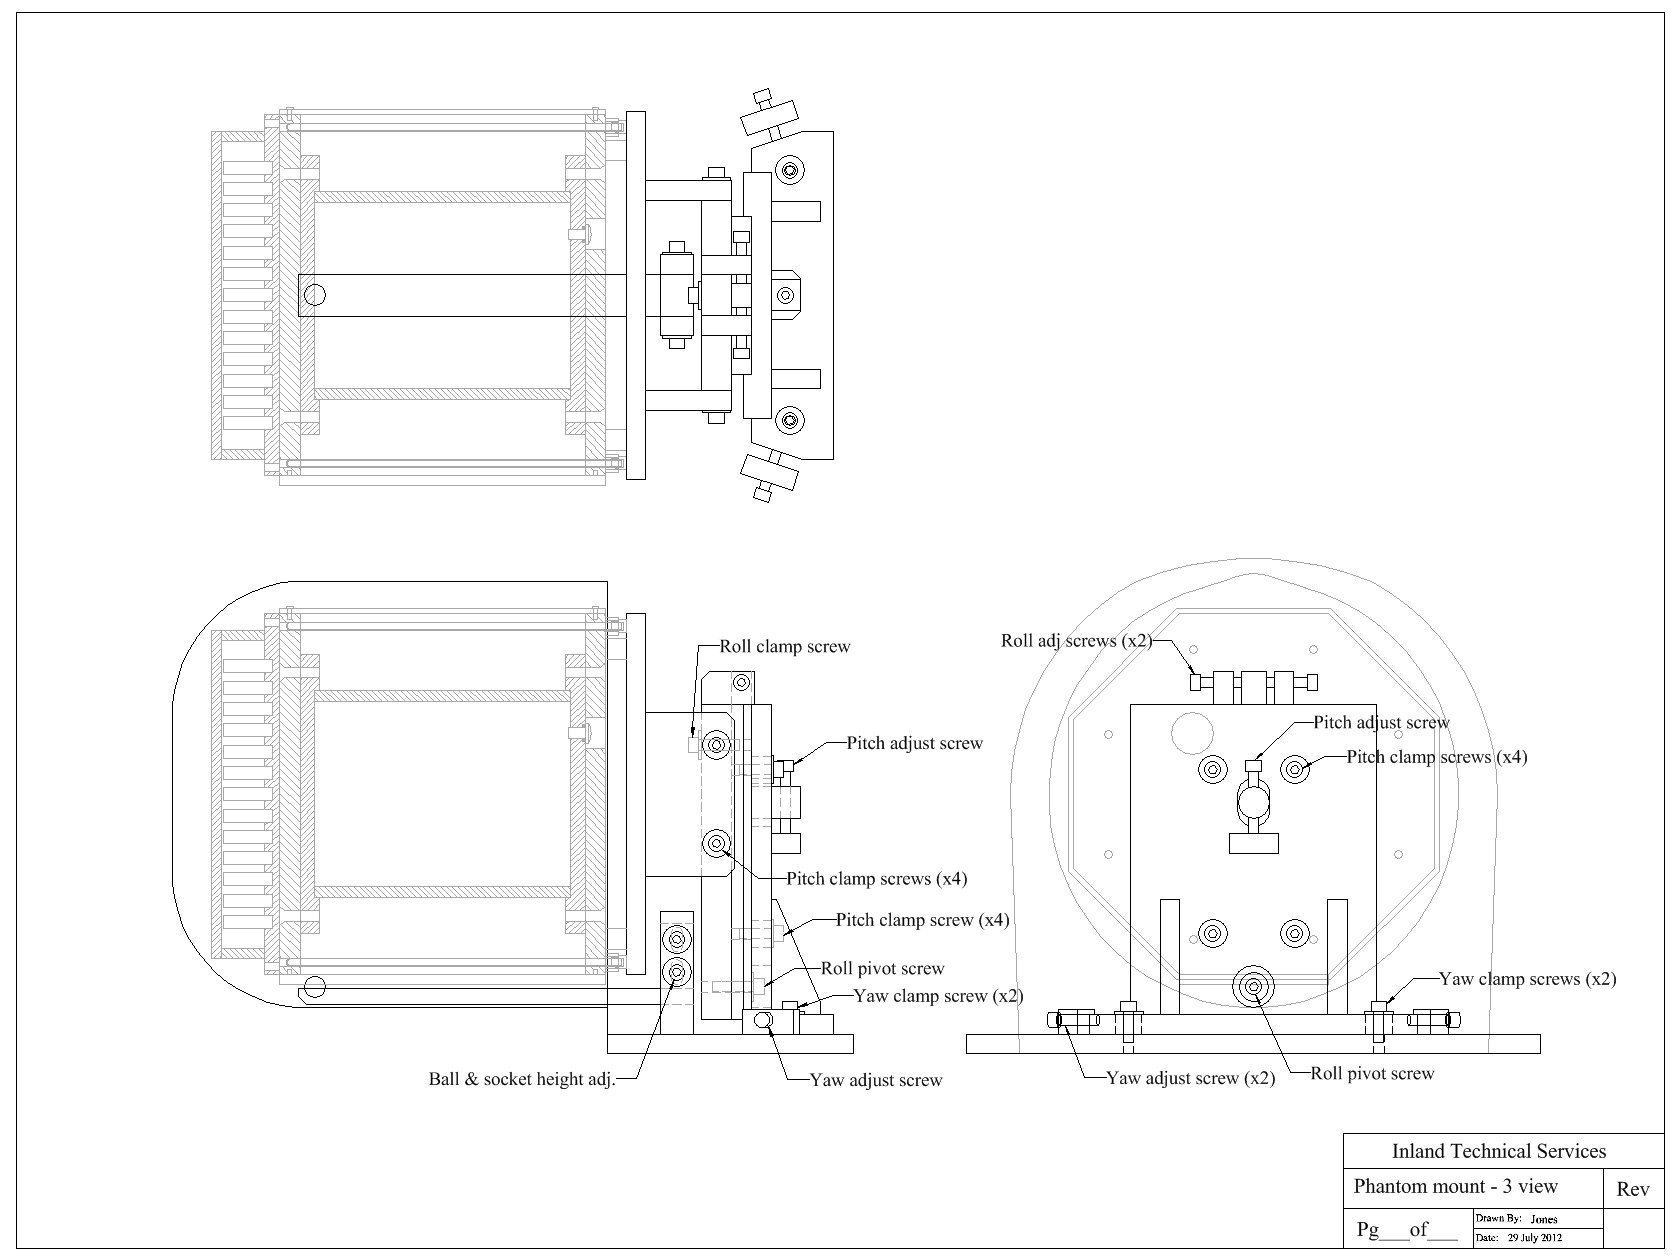 Roll clamp screw
Pitch adjust screw
Pitch clamp screws (x4)
Pitch clamp screw (x4)
Roll pivot screw
Yaw clamp screw (x2)
Ball & socket height adj.
Yaw adjust screw
Roll adj screws (x2)
Pitch adjust screw
Pitch clamp screws (x4)
Yaw clamp screws (x2)
Yaw adjust screw (x2)
Roll pivot screw
Inland Technical Services
Phantom mount - 3 view
Rev
Pg___of___
Drawn By: Jones
Date: 29 July 2012